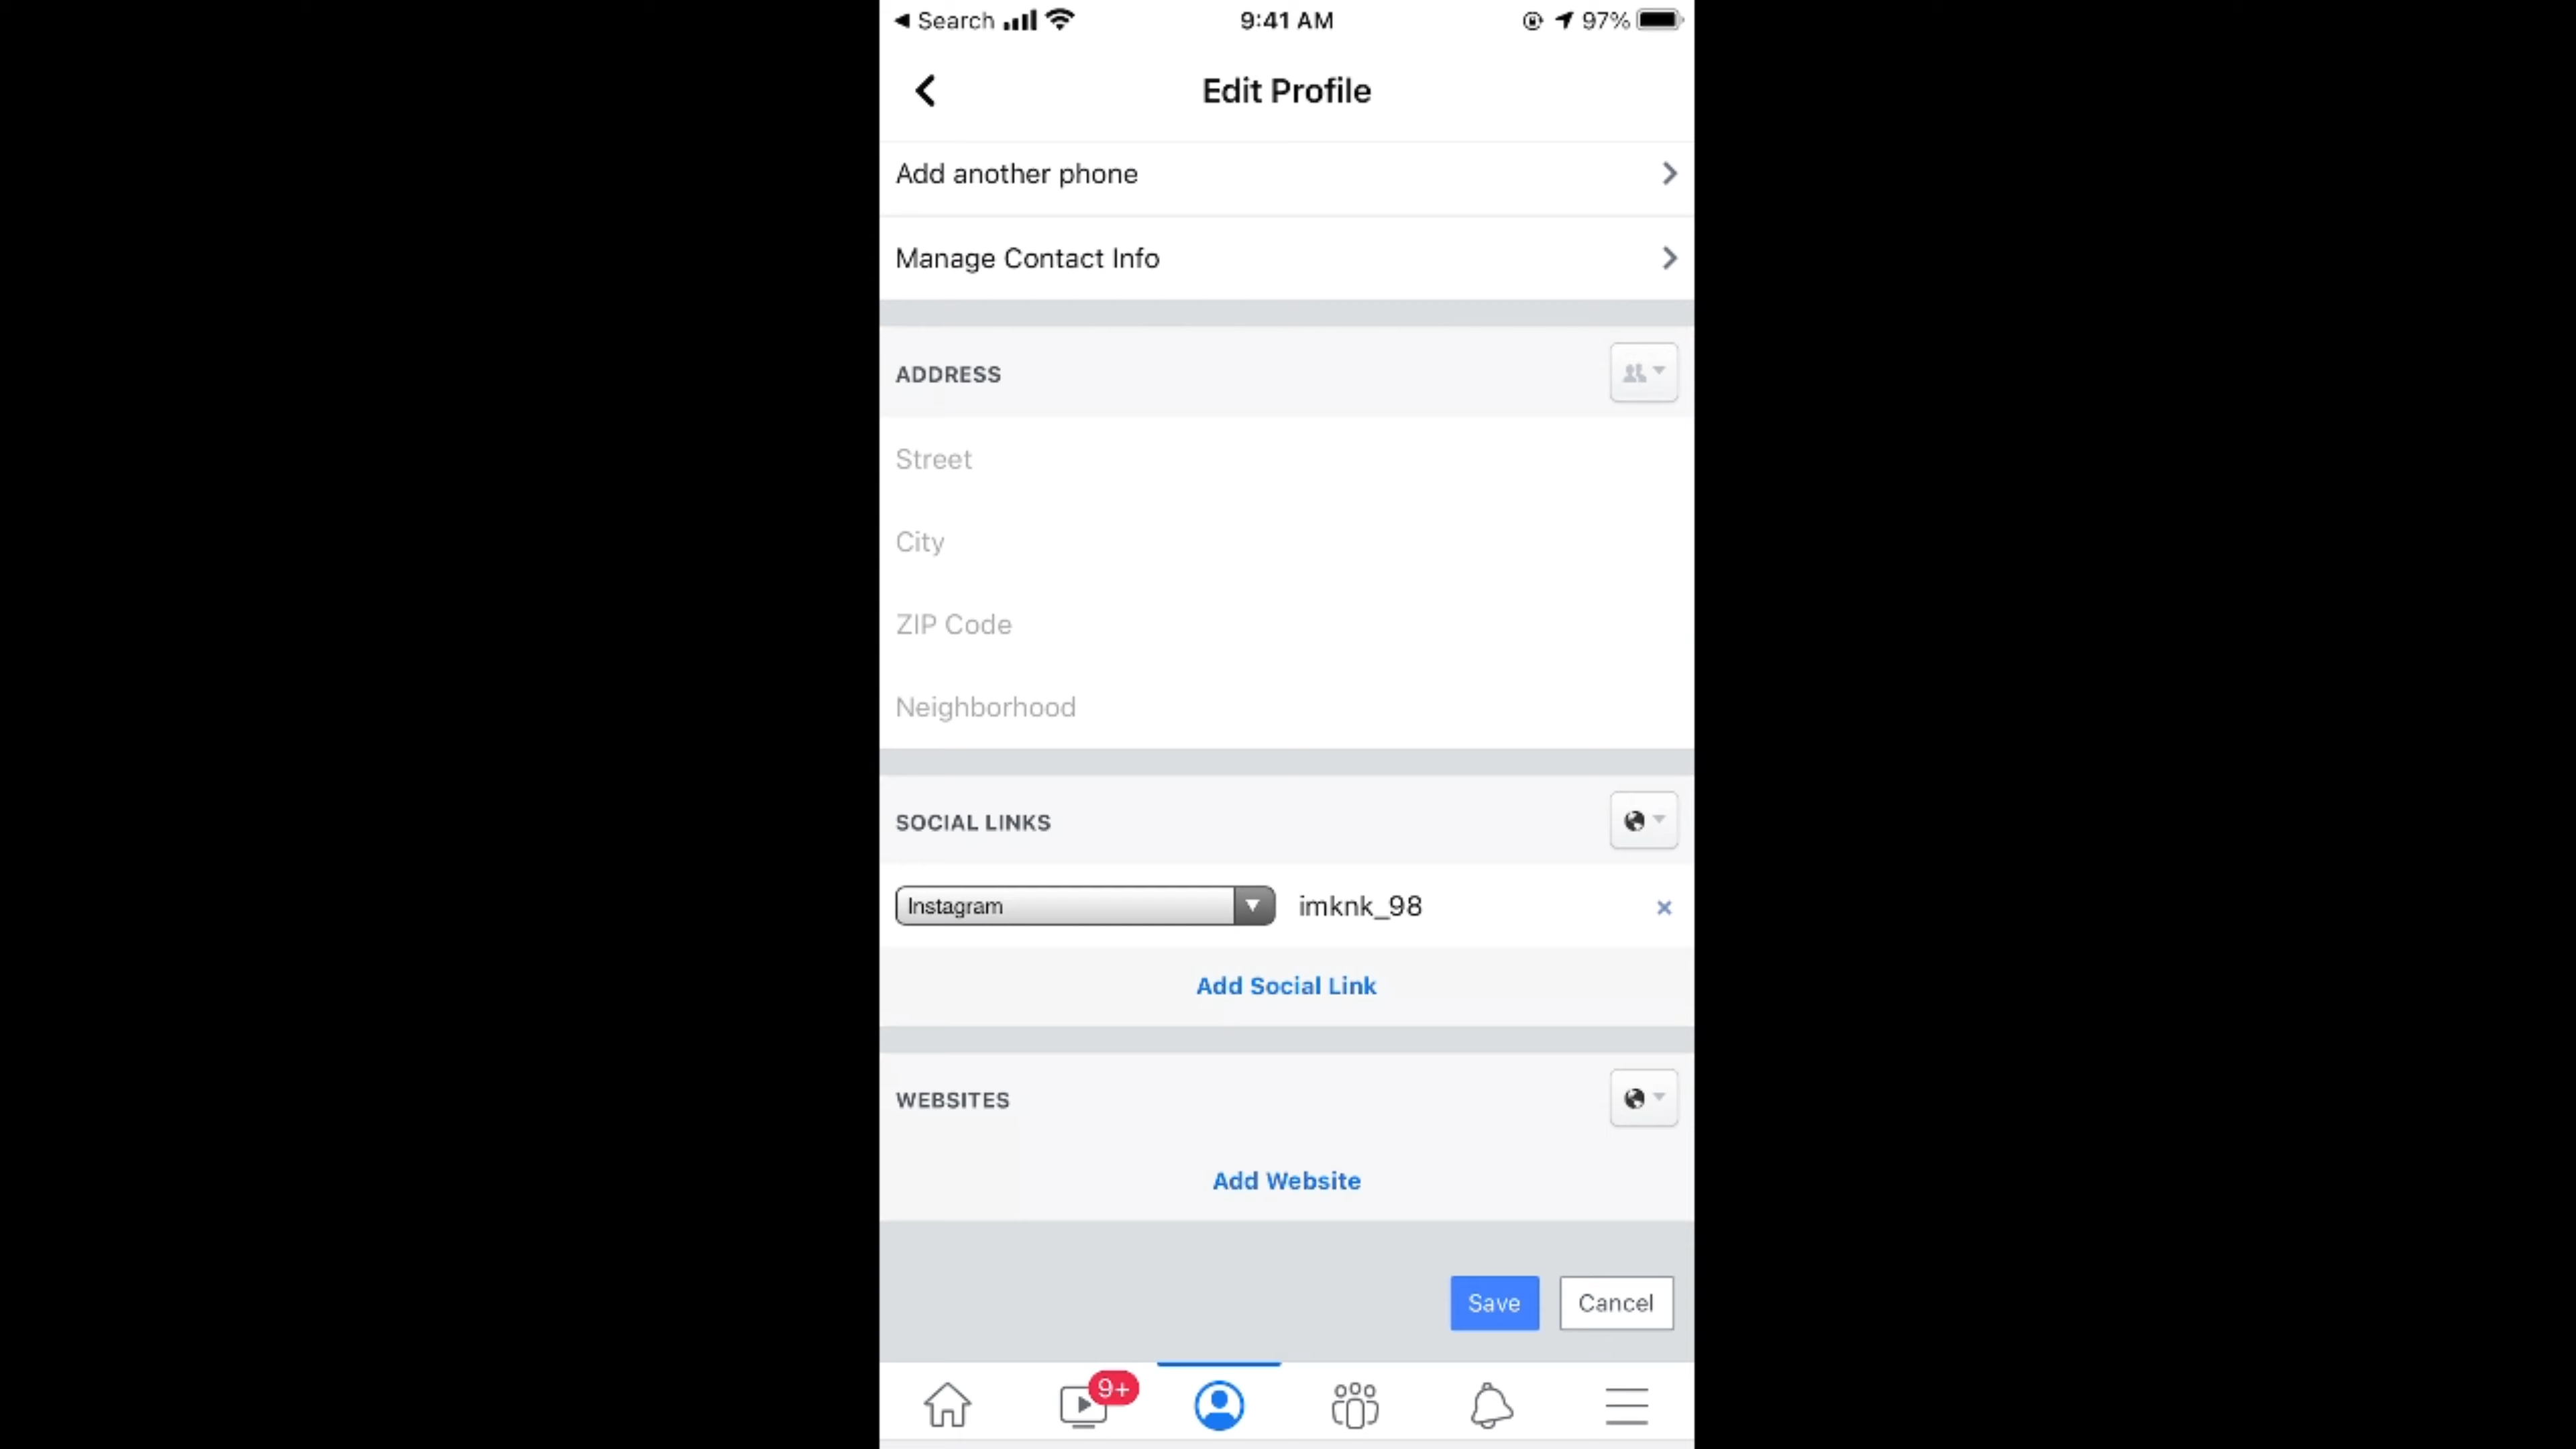 Search
9:41 AM
97%
Edit Profile
Add another phone
Manage Contact Info
ADDRESS
Street
City
ZIP Code
Neighborhood
SOCIAL LINKS
Instagram imknk_98
Add Social Link
WEBSITES
Add Website
Save Cancel
9+